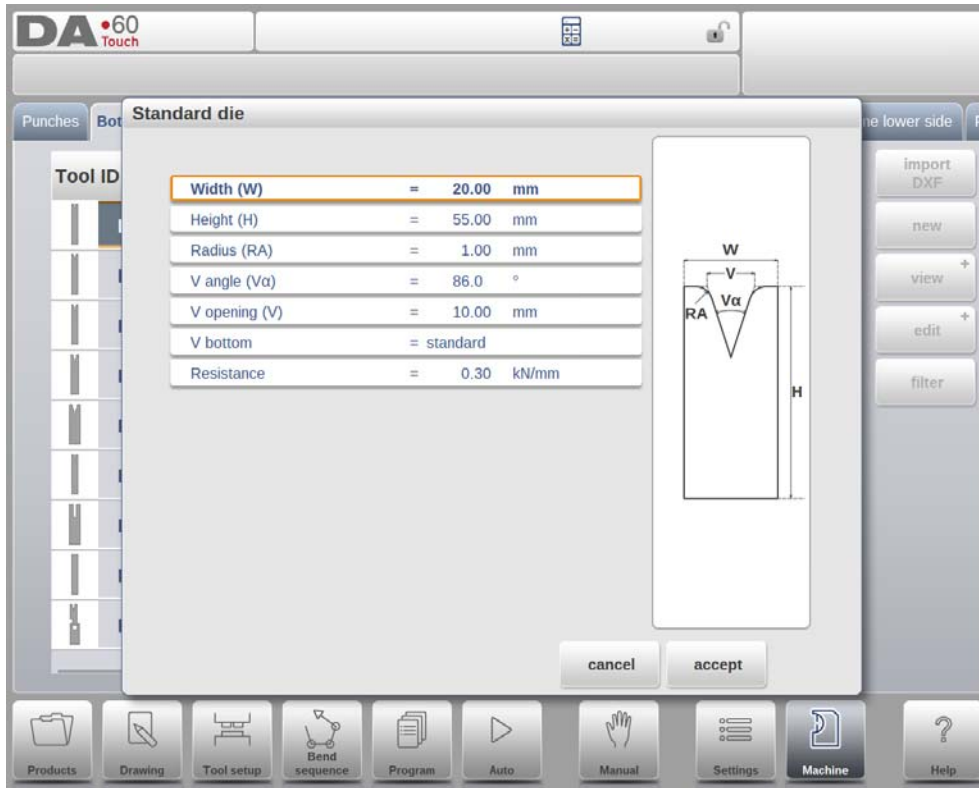 DA•60
Touch
Punches
Bot
Standard die
ne lower side
Tool ID
Width (W) = 20.00 mm
Height (H) = 55.00 mm
Radius (RA) = 1.00 mm
V angle (Vα) = 86.0 °
V opening (V) = 10.00 mm
V bottom = standard
Resistance = 0.30 kN/mm
W
V
Vα
RA
H
import
DXF
new
view +
edit +
filter
cancel
accept
Products
Drawing
Tool setup
Bend
sequence
Program
Auto
Manual
Settings
Machine
Help